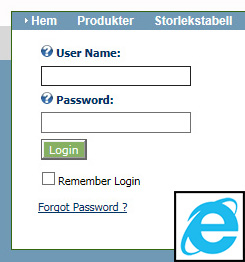 Hem Produkter Storlekstabell
User Name:
Password:
Login
Remember Login
Forgot Password ?